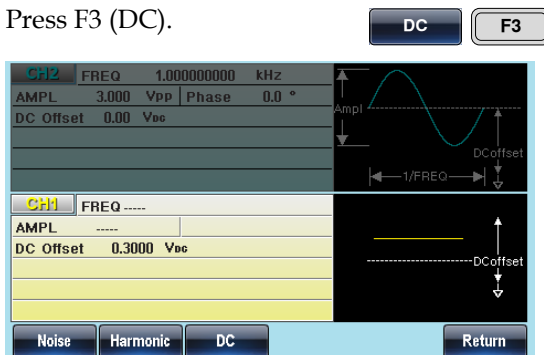 Press F3 (DC).
DC F3
CH2 FREQ 1.000000000 kHz
AMPL 3.000 Vpp Phase 0.0 °
DC Offset 0.00 VDC
Ampl
DCoffset
1/FREQ
CH1 FREQ -----
AMPL -----
DC Offset 0.3000 VDC
DCoffset
Noise Harmonic DC Return